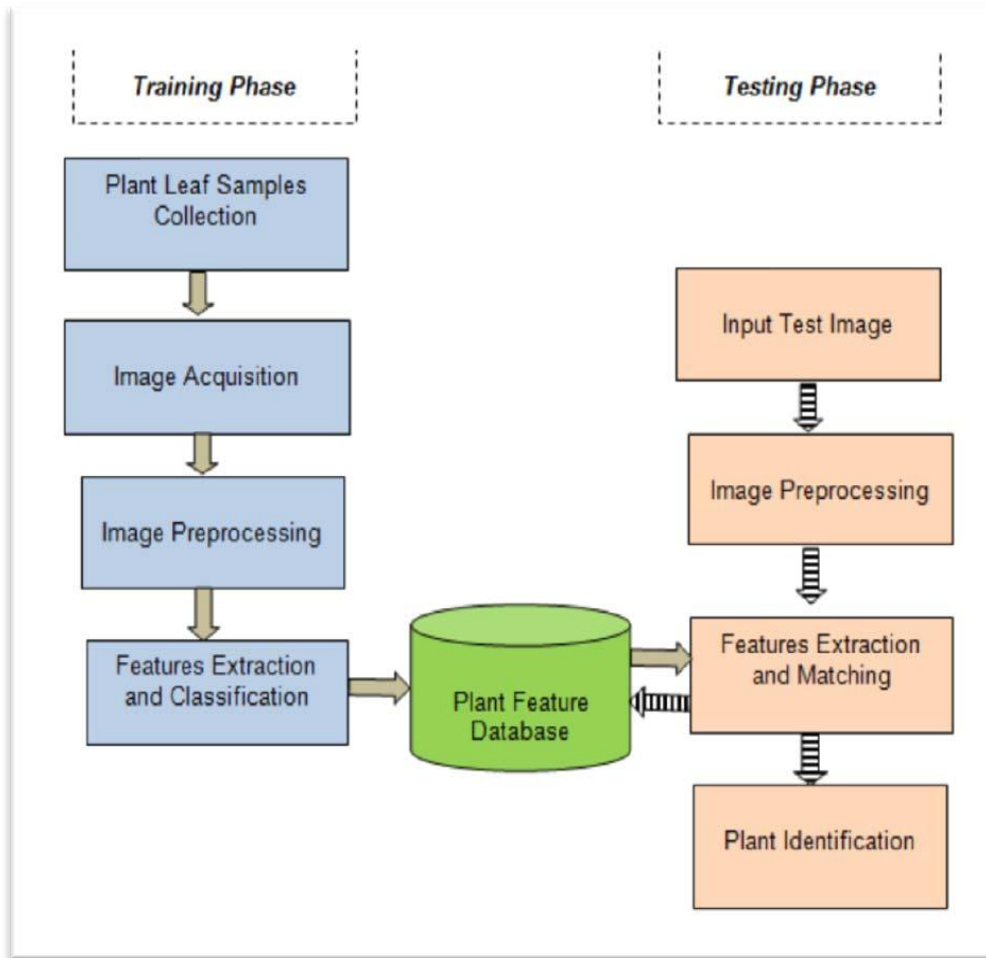 Training Phase
Plant Leaf Samples
Collection
Image Acquisition
Image Preprocessing
Features Extraction
and Classification
Plant Feature
Database
Testing Phase
Input Test Image
Image Preprocessing
Features Extraction
and Matching
Plant Identification